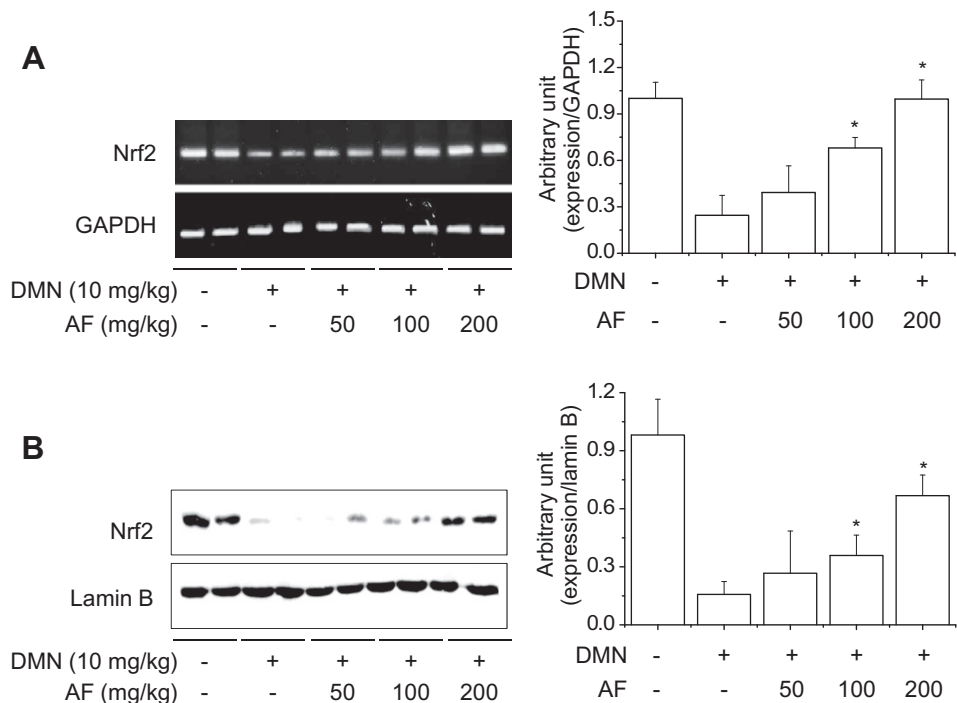 A
Nrf2
GAPDH
DMN (10 mg/kg) - + + + +
AF (mg/kg) - - 50 100 200
Arbitrary unit
(expression/GAPDH)
1.5
1.2
0.9
0.6
0.3
0.0
* *
DMN - + + + +
AF - - 50 100 200
B
Nrf2
Lamin B
DMN (10 mg/kg) - + + + +
AF (mg/kg) - - 50 100 200
Arbitrary unit
(expression/lamin B)
1.2
0.9
0.6
0.3
0.0
* *
DMN - + + + +
AF - - 50 100 200